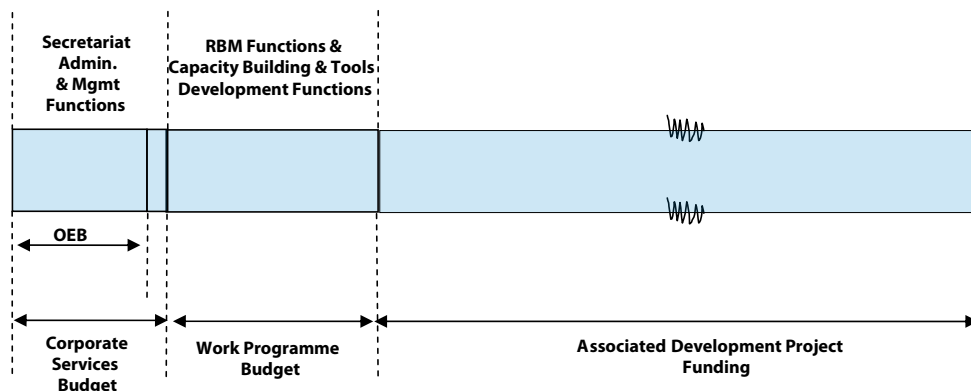 Secretariat
Admin.
& Mgmt
Functions
RBM Functions &
Capacity Building & Tools
Development Functions
OEB
Corporate
Services
Budget
Work Programme
Budget
Associated Development Project
Funding